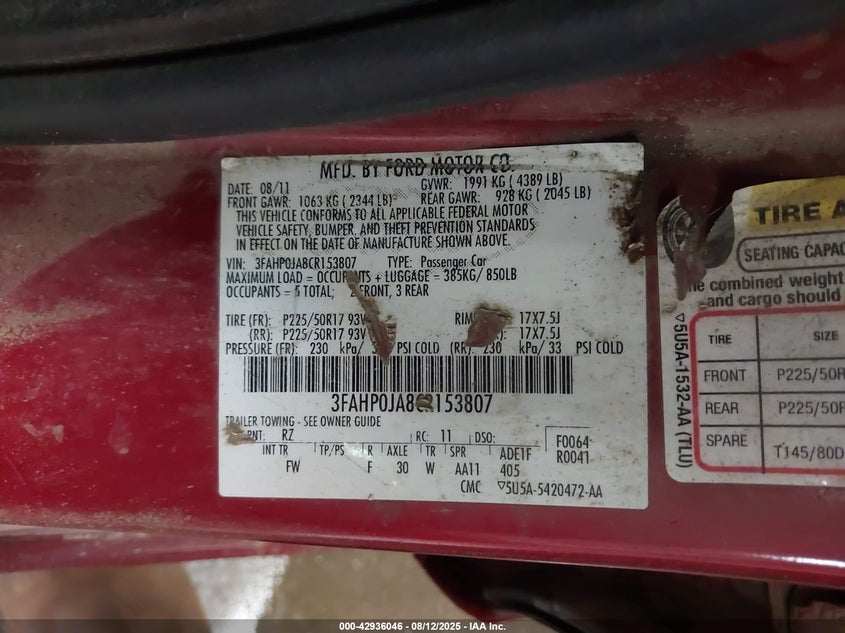 MFD. BY FORD MOTOR CO.
DATE: 08/11
GVWR: 1991 KG ( 4389 LB)
FRONT GAWR: 1063 KG ( 2344 LB)
REAR GAWR: 928 KG ( 2045 LB)
THIS VEHICLE CONFORMS TO ALL APPLICABLE FEDERAL MOTOR
VEHICLE SAFETY, BUMPER, AND THEFT PREVENTION STANDARDS
IN EFFECT ON THE DATE OF MANUFACTURE SHOWN ABOVE.
VIN: 3FAHP0JA8CR153807 TYPE: Passenger Car
MAXIMUM LOAD = OCCUPANTS + LUGGAGE = 385KG/ 850LB
OCCUPANTS = 5 TOTAL; 2 FRONT, 3 REAR
TIRE (FR): P225/50R17 93V 17X7.5J
(RR): P225/50R17 93V 17X7.5J
PRESSURE (FR): 230 kPa/ PSI COLD (RR): 230 kPa/ 33 PSI COLD
3FAHP0JA8CR153807
TRAILER TOWING - SEE OWNER GUIDE
RZ RC: 11 DSO:
INT TR TP/PS R AXLE TR SPR ADE1F
FW F 30 W AA11 405
F0064
R0041
CMC ▽5U5A-5420472-AA
▽5U5A-1532-AA (TLU)
TIRE
SEATING
combined weight
and cargo should
TIRE SIZE
FRONT P225/50R
REAR P225/50R
SPARE T145/80D
000-42936046 - 08/12/2025 - IAA Inc.